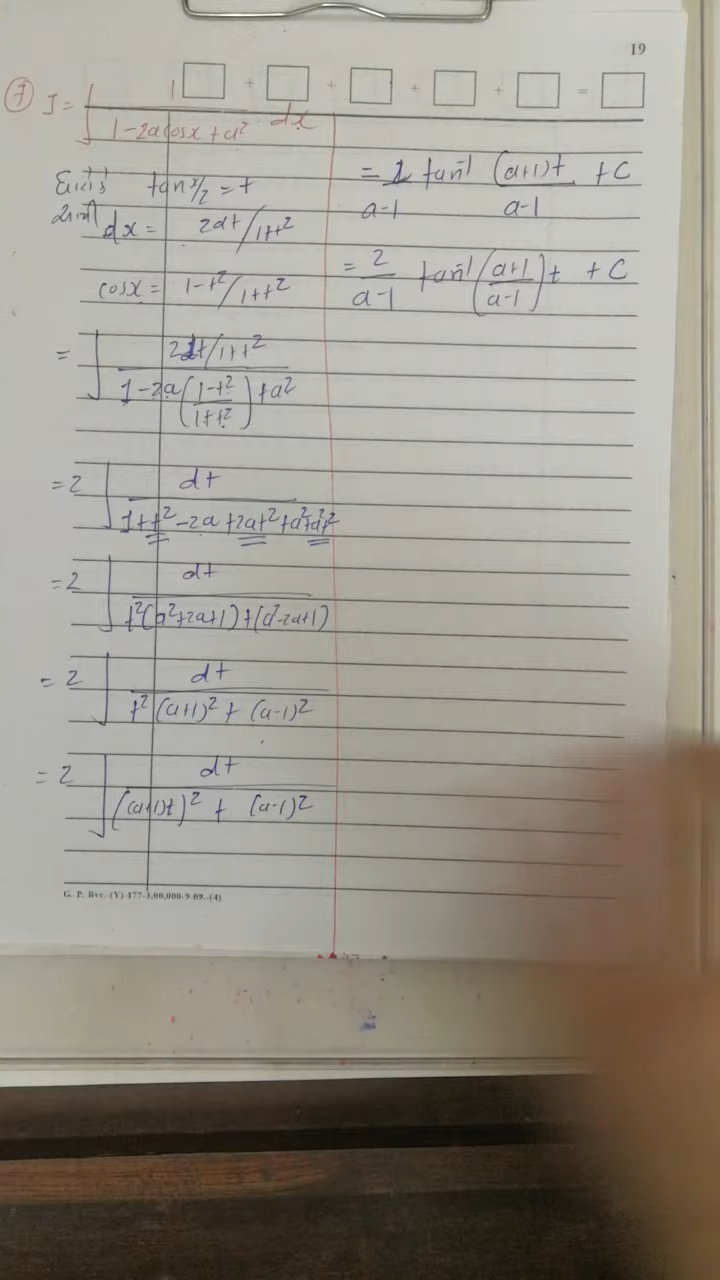 19
+ + + + =
7 I = ∫ 1 / 1-2a cosx + a² dx
tan x/2 = t
dx = 2dt/1+t²
cosx = 1-t²/1+t²
= ∫ 2dt/1+t² / 1-2a(1-t²/1+t²)+a²
= 2 ∫ dt / 1+t²-2a+2at²+a²+a²t²
= 2 ∫ dt / t²(a²+2a+1)+(a²-2a+1)
= 2 ∫ dt / t²(a+1)² + (a-1)²
= 2 ∫ dt / ((a+1)t)² + (a-1)²
= 2/a-1 tan⁻¹ (a+1)t/a-1 + C
= 2/a-1 tan⁻¹ (a+1/a-1)t + C
G. P. Bvc.-(V)-177-3,00,000-9-09.-(4)